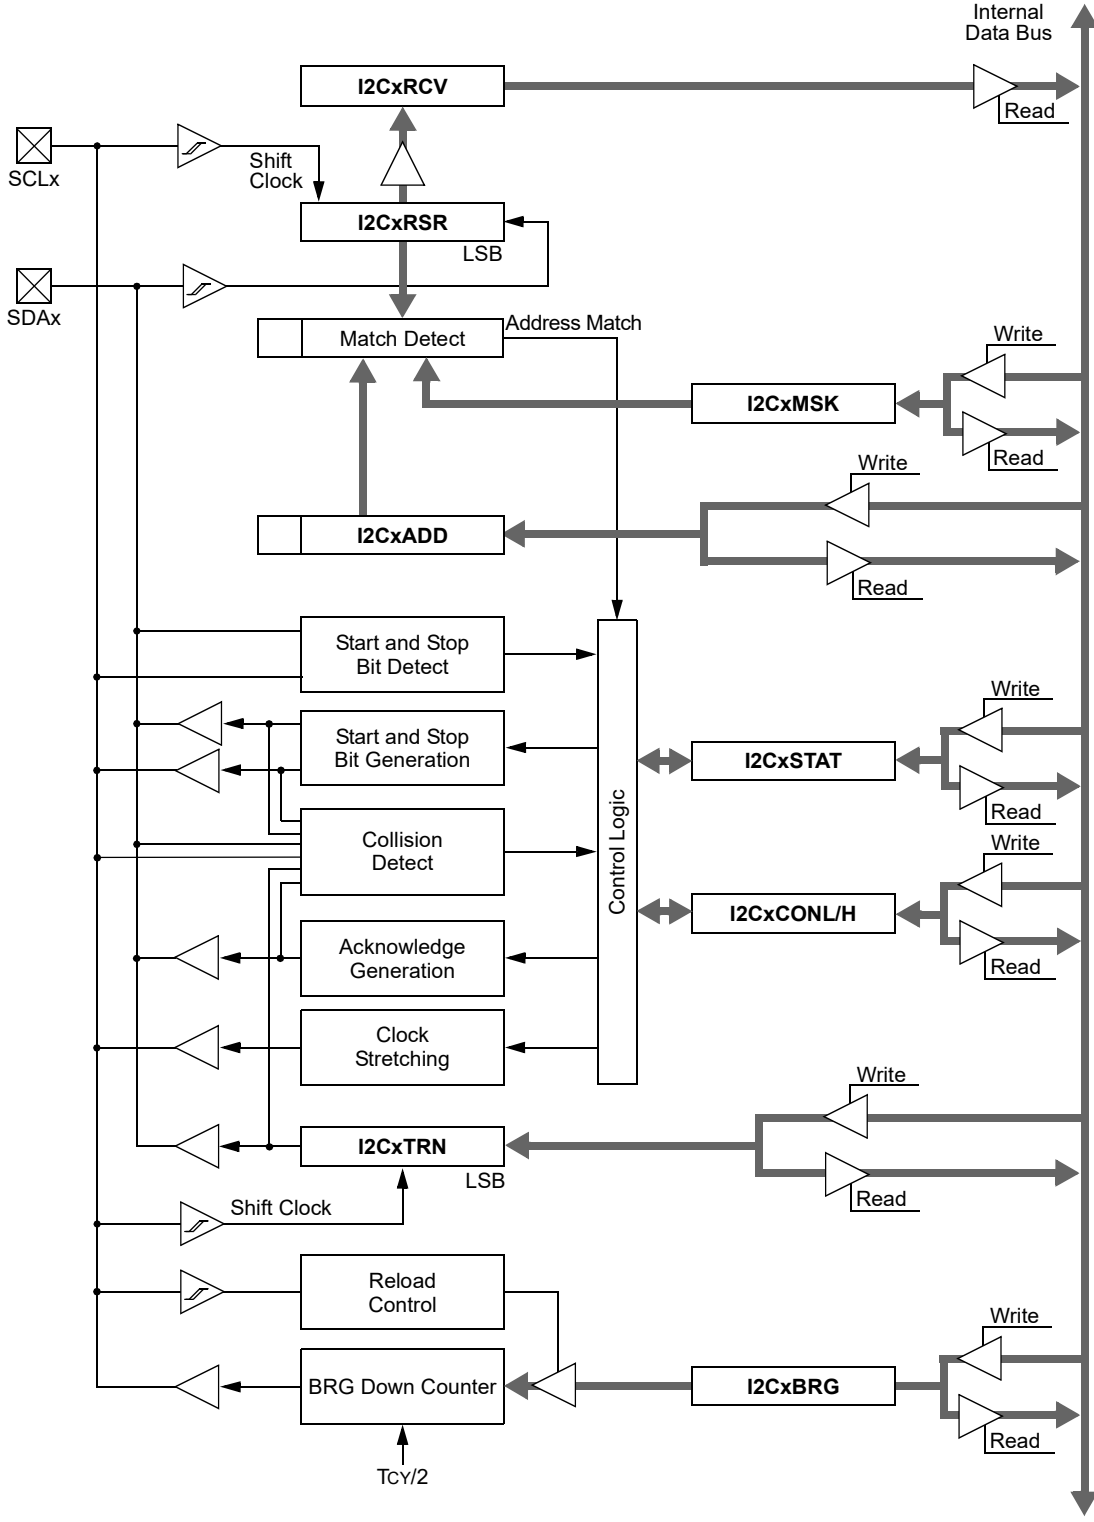 Internal
Data Bus
I2CxRCV
Read
SCLx
Shift
Clock
I2CxRSR
LSB
SDAx
Address Match
Match Detect
Write
I2CxMSK
Read
Write
I2CxADD
Read
Start and Stop
Bit Detect
Write
Start and Stop
Bit Generation
I2CxSTAT
Read
Control Logic
Collision
Detect
Write
I2CxCONL/H
Acknowledge
Generation
Read
Clock
Stretching
Write
I2CxTRN
LSB
Read
Shift Clock
Reload
Control
Write
BRG Down Counter
I2CxBRG
Read
TCY/2